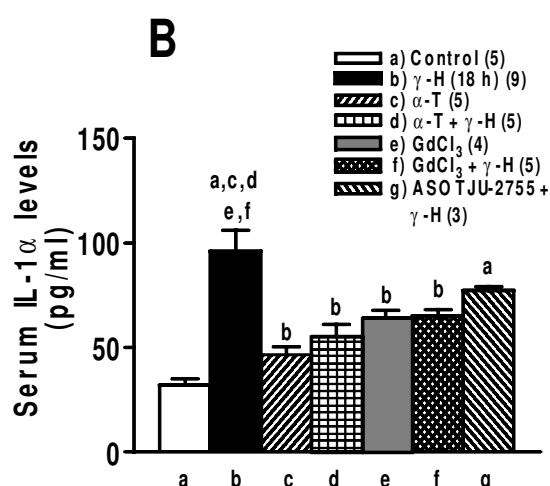 B
a) Control (5)
b) γ-H (18 h) (9)
c) α-T (5)
d) α-T + γ-H (5)
e) GdCl₃ (4)
f) GdCl₃ + γ-H (5)
g) ASO TJU-2755 +
γ-H (3)
Serum IL-1α levels
(pg/ml)
150
100
50
0
a,c,d
e,f
b
b
b
b
a
a b c d e f g